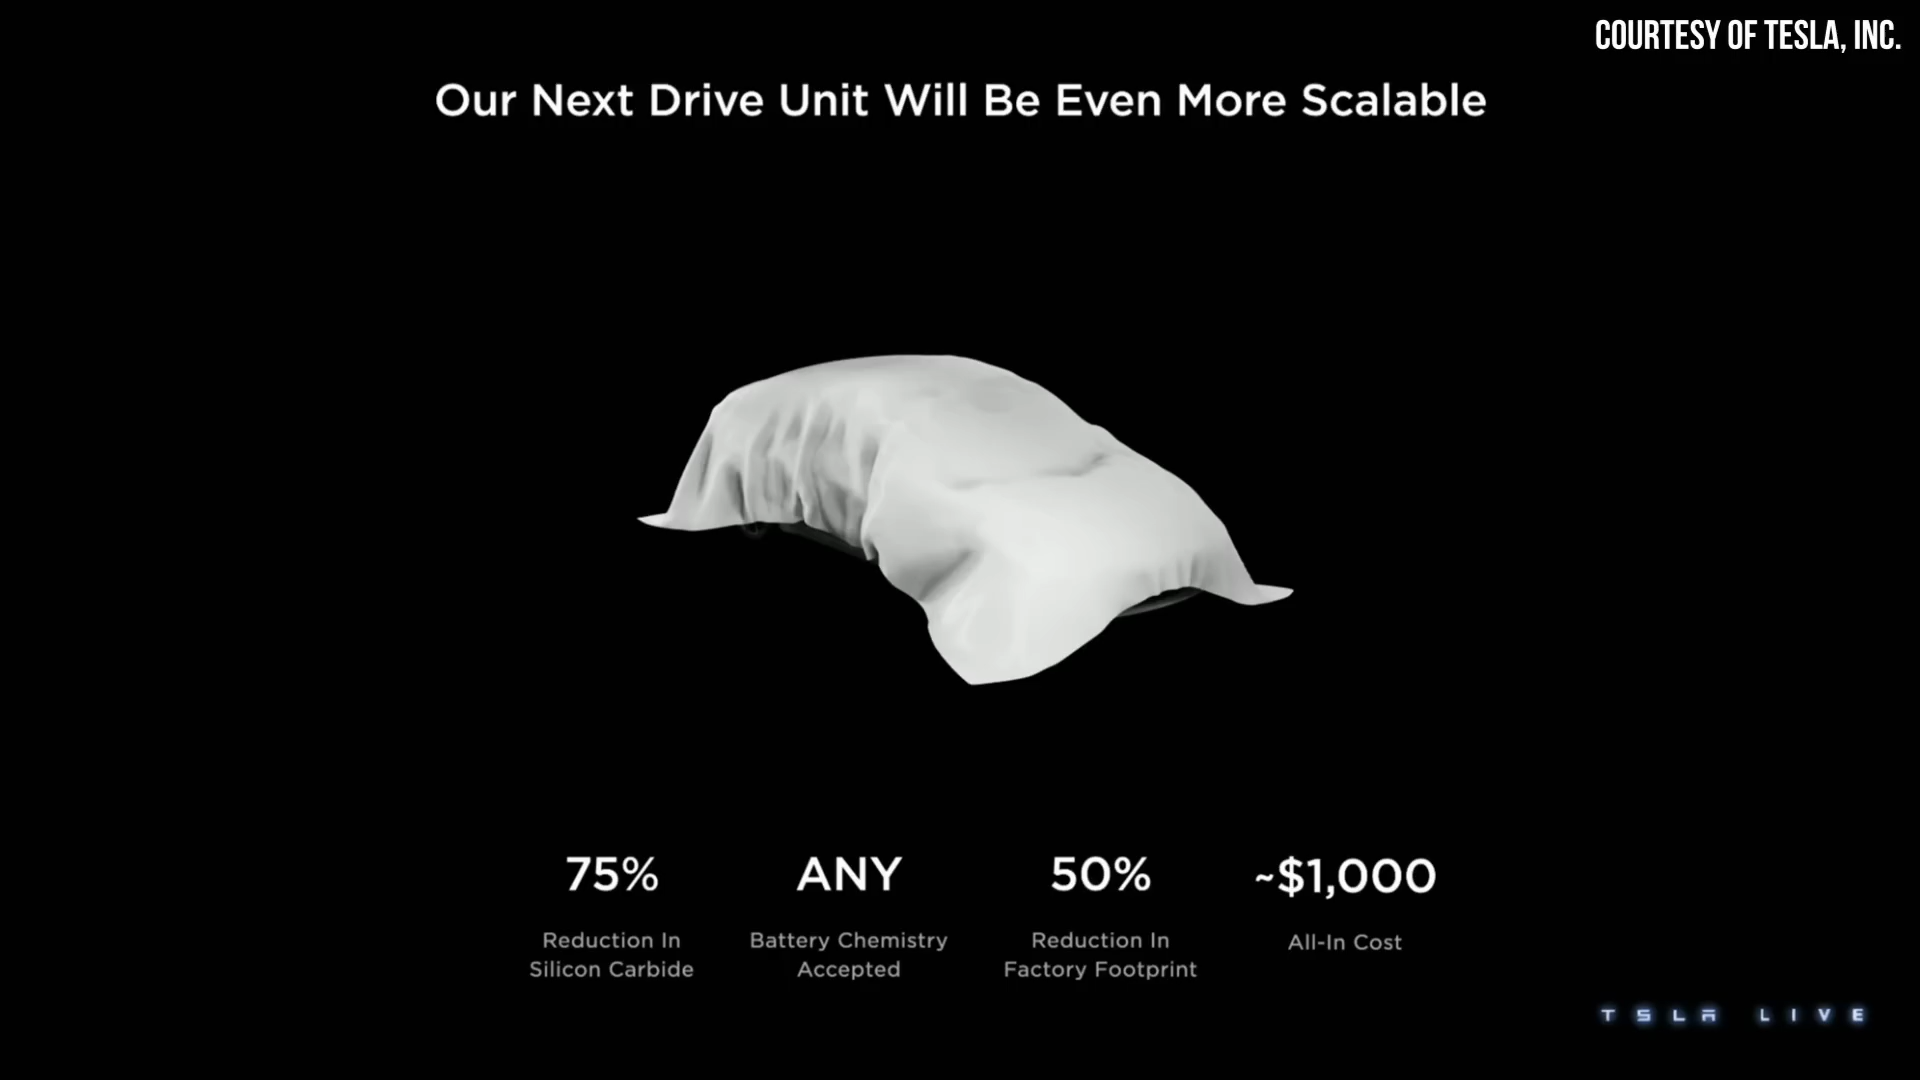 COURTESY OF TESLA, INC.
Our Next Drive Unit Will Be Even More Scalable
75%
Reduction In
Silicon Carbide
ANY
Battery Chemistry
Accepted
50%
Reduction In
Factory Footprint
~$1,000
All-In Cost
TSLA LIVE